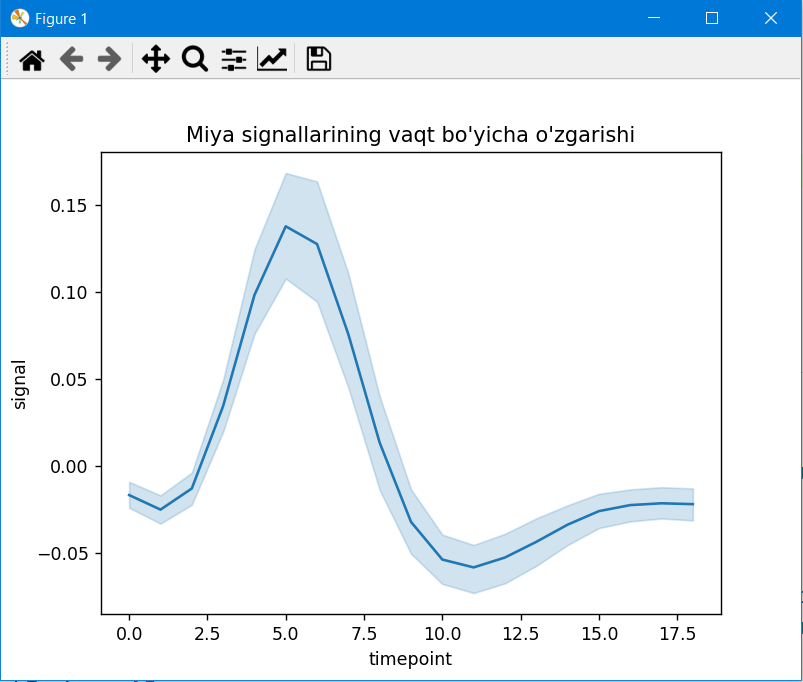 Figure 1
Miya signallarining vaqt bo'yicha o'zgarishi
0.15
0.10
0.05
0.00
−0.05
signal
0.0 2.5 5.0 7.5 10.0 12.5 15.0 17.5
timepoint